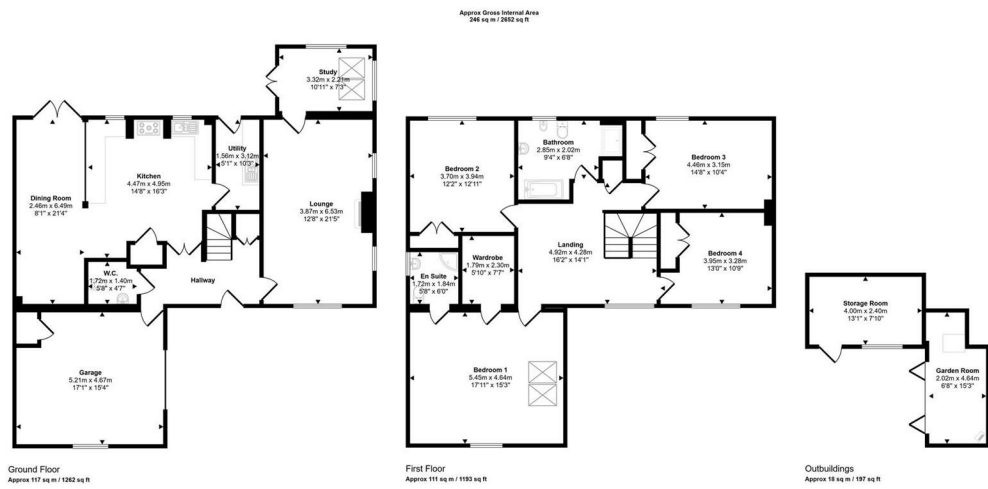 Approx Gross Internal Area
246 sq m / 2652 sq ft
Study
3.32m x 2.21m
10'11" x 7'3"
Utility
1.56m x 3.12m
5'1" x 10'3"
Kitchen
4.47m x 4.95m
14'8" x 16'3"
Dining Room
2.46m x 6.49m
8'1" x 21'4"
Lounge
3.87m x 6.53m
12'8" x 21'5"
W.C.
1.72m x 1.40m
5'8" x 4'7"
Hallway
Garage
5.21m x 4.67m
17'1" x 15'4"
Ground Floor
Approx 117 sq m / 1262 sq ft
Bathroom
2.85m x 2.02m
9'4" x 6'8"
Bedroom 2
3.70m x 3.94m
12'2" x 12'11"
Bedroom 3
4.46m x 3.15m
14'8" x 10'4"
Landing
4.92m x 4.28m
16'2" x 14'1"
Wardrobe
1.79m x 2.30m
5'10" x 7'7"
En Suite
1.72m x 1.84m
5'8" x 6'0"
Bedroom 4
3.95m x 3.28m
13'0" x 10'9"
Bedroom 1
5.45m x 4.64m
17'11" x 15'3"
First Floor
Approx 111 sq m / 1193 sq ft
Storage Room
4.00m x 2.40m
13'1" x 7'10"
Garden Room
2.02m x 4.64m
6'8" x 15'3"
Outbuildings
Approx 18 sq m / 197 sq ft